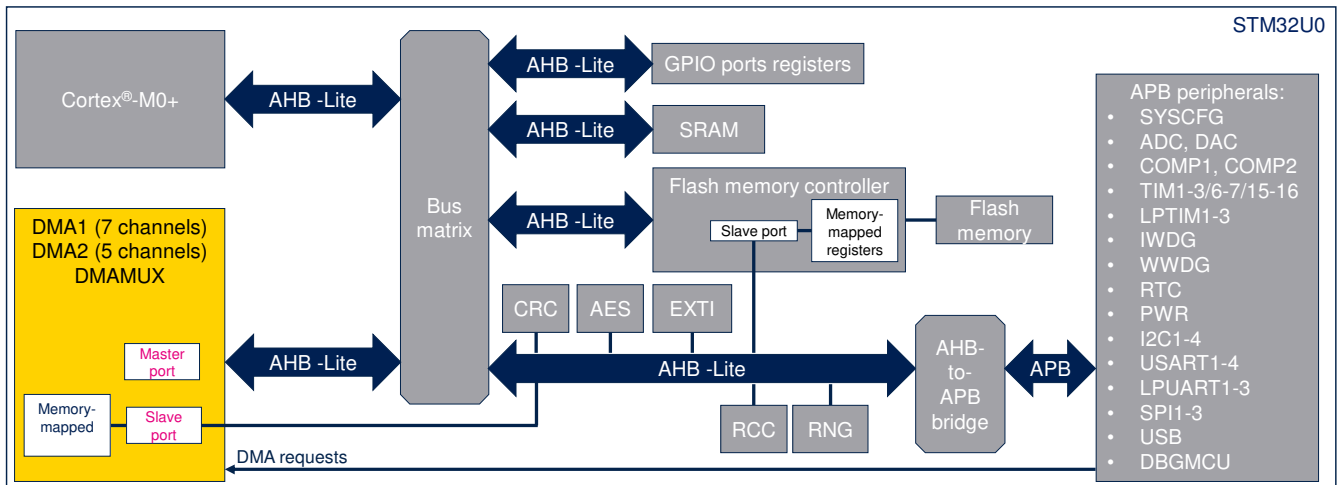 STM32U0
Cortex®-M0+
AHB -Lite
Bus
matrix
AHB -Lite
GPIO ports registers
AHB -Lite
SRAM
AHB -Lite
Flash memory controller
Slave port
Memory-
mapped
registers
Flash
memory
APB peripherals:
• SYSCFG
• ADC, DAC
• COMP1, COMP2
• TIM1-3/6-7/15-16
• LPTIM1-3
• IWDG
• WWDG
• RTC
• PWR
• I2C1-4
• USART1-4
• LPUART1-3
• SPI1-3
• USB
• DBGMCU
DMA1 (7 channels)
DMA2 (5 channels)
DMAMUX
Master
port
Memory-
mapped
Slave
port
AHB -Lite
CRC
AES
EXTI
AHB -Lite
RCC
RNG
AHB-
to-
APB
bridge
APB
DMA requests